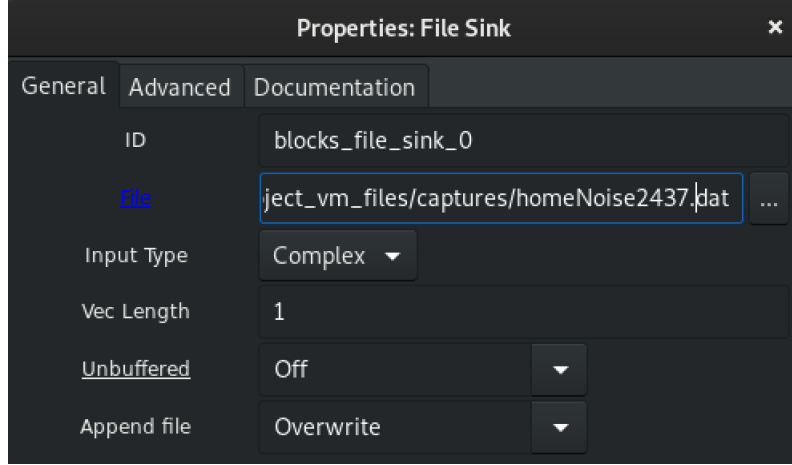 Properties: File Sink ×
General Advanced Documentation
ID blocks_file_sink_0
File ject_vm_files/captures/homeNoise2437.dat ...
Input Type Complex
Vec Length 1
Unbuffered Off
Append file Overwrite